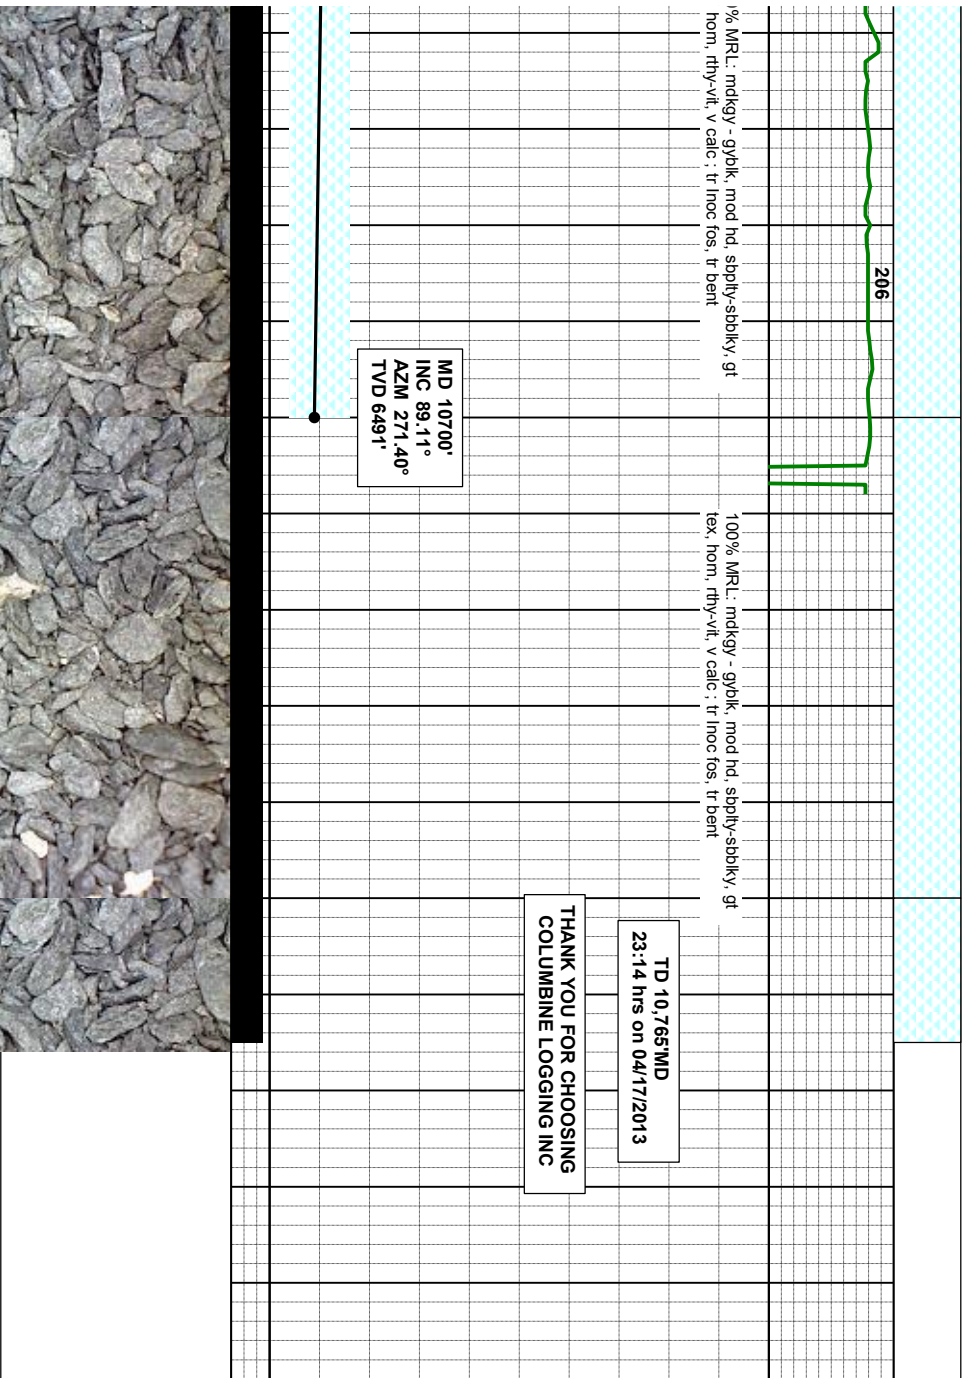 206
% MRL: mdkgy - gyblk, mod hd, sbplty-sbblky, gt
hom, rthy-vit, v calc ; tr Inoc fos, tr bent
MD 10700'
INC 89.11°
AZM 271.40°
TVD 6491'
100% MRL: mdkgy - gyblk, mod hd, sbplty-sbblky, gt
tex, hom, rthy-vit, v calc ; tr Inoc fos, tr bent
TD 10,765'MD
23:14 hrs on 04/17/2013
THANK YOU FOR CHOOSING
COLUMBINE LOGGING INC